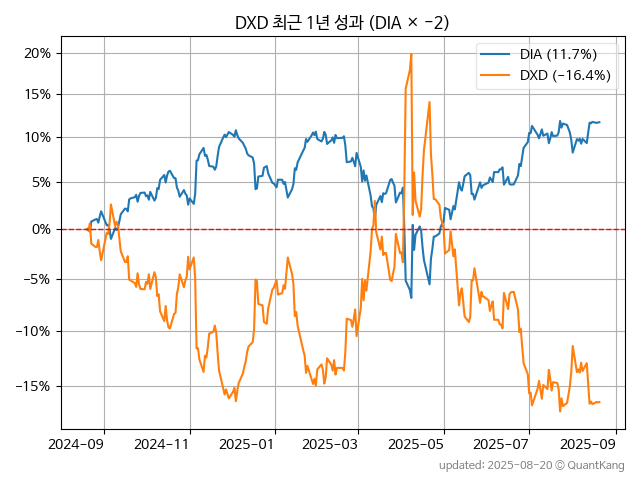 DXD 최근 1년 성과 (DIA × −2)
DIA (11.7%)
DXD (−16.4%)
20%
15%
10%
5%
0%
−5%
−10%
−15%
2024−09 2024−11 2025−01 2025−03 2025−05 2025−07 2025−09
updated: 2025-08-20 © QuantKang